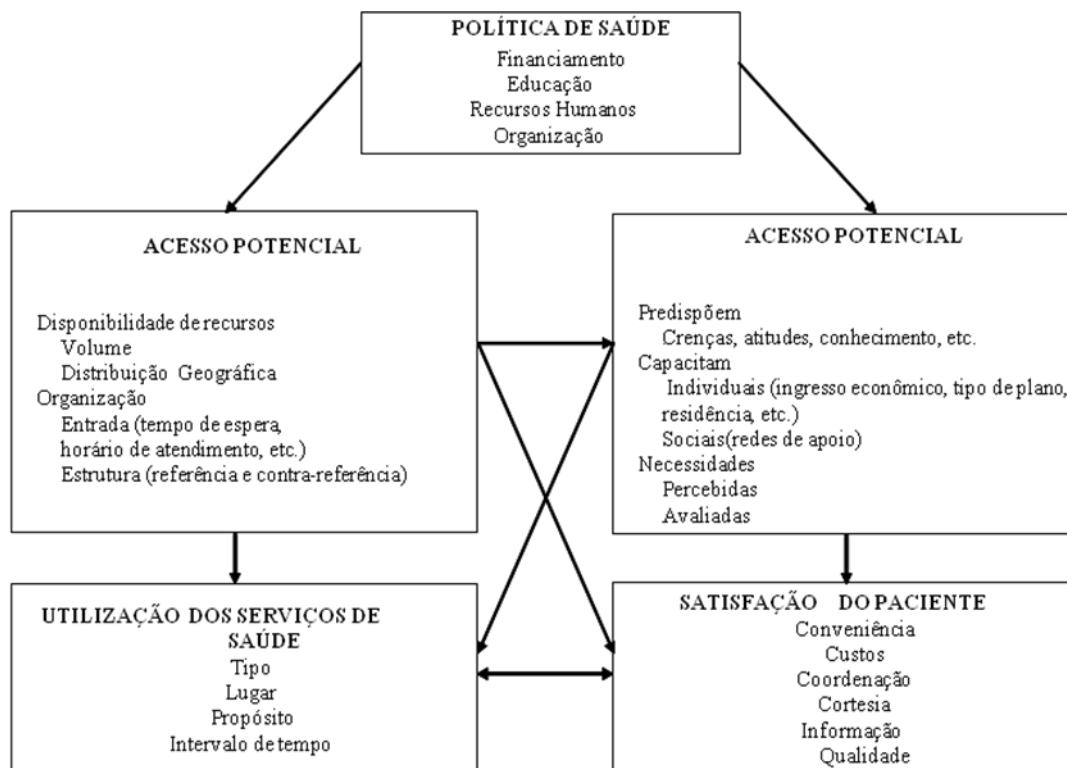 POLÍTICA DE SAÚDE
Financiamento
Educação
Recursos Humanos
Organização
ACESSO POTENCIAL
Disponibilidade de recursos
Volume
Distribuição Geográfica
Organização
Entrada (tempo de espera,
horário de atendimento, etc.)
Estrutura (referência e contra-referência)
ACESSO POTENCIAL
Predispõem
Crenças, atitudes, conhecimento, etc.
Capacitam
Individuais (ingresso econômico, tipo de plano,
residência, etc.)
Sociais(redes de apoio)
Necessidades
Percebidas
Avaliadas
UTILIZAÇÃO DOS SERVIÇOS DE
SAÚDE
Tipo
Lugar
Propósito
Intervalo de tempo
SATISFAÇÃO DO PACIENTE
Conveniência
Custos
Coordenação
Cortesia
Informação
Qualidade